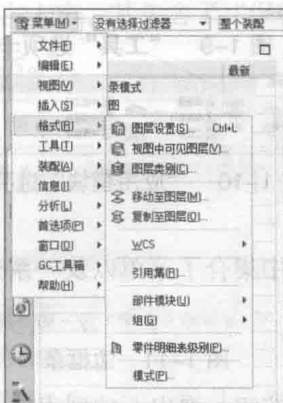 菜单(M) 没有选择过滤器 整个装配
文件(F)
编辑(E)
最新
视图(V)
录模式
插入(S)
图
格式(R)
图层设置(S)... Ctrl+L
工具(T)
视图中可见图层(V)...
装配(A)
图层类别(C)...
信息(I)
移动至图层(M)...
分析(L)
复制至图层(O)...
首选项(P)
窗口(O)
WCS
GC工具箱
引用集(R)...
帮助(H)
部件模块(U)
组(G)
零件明细表级别(P)...
模式(P)...